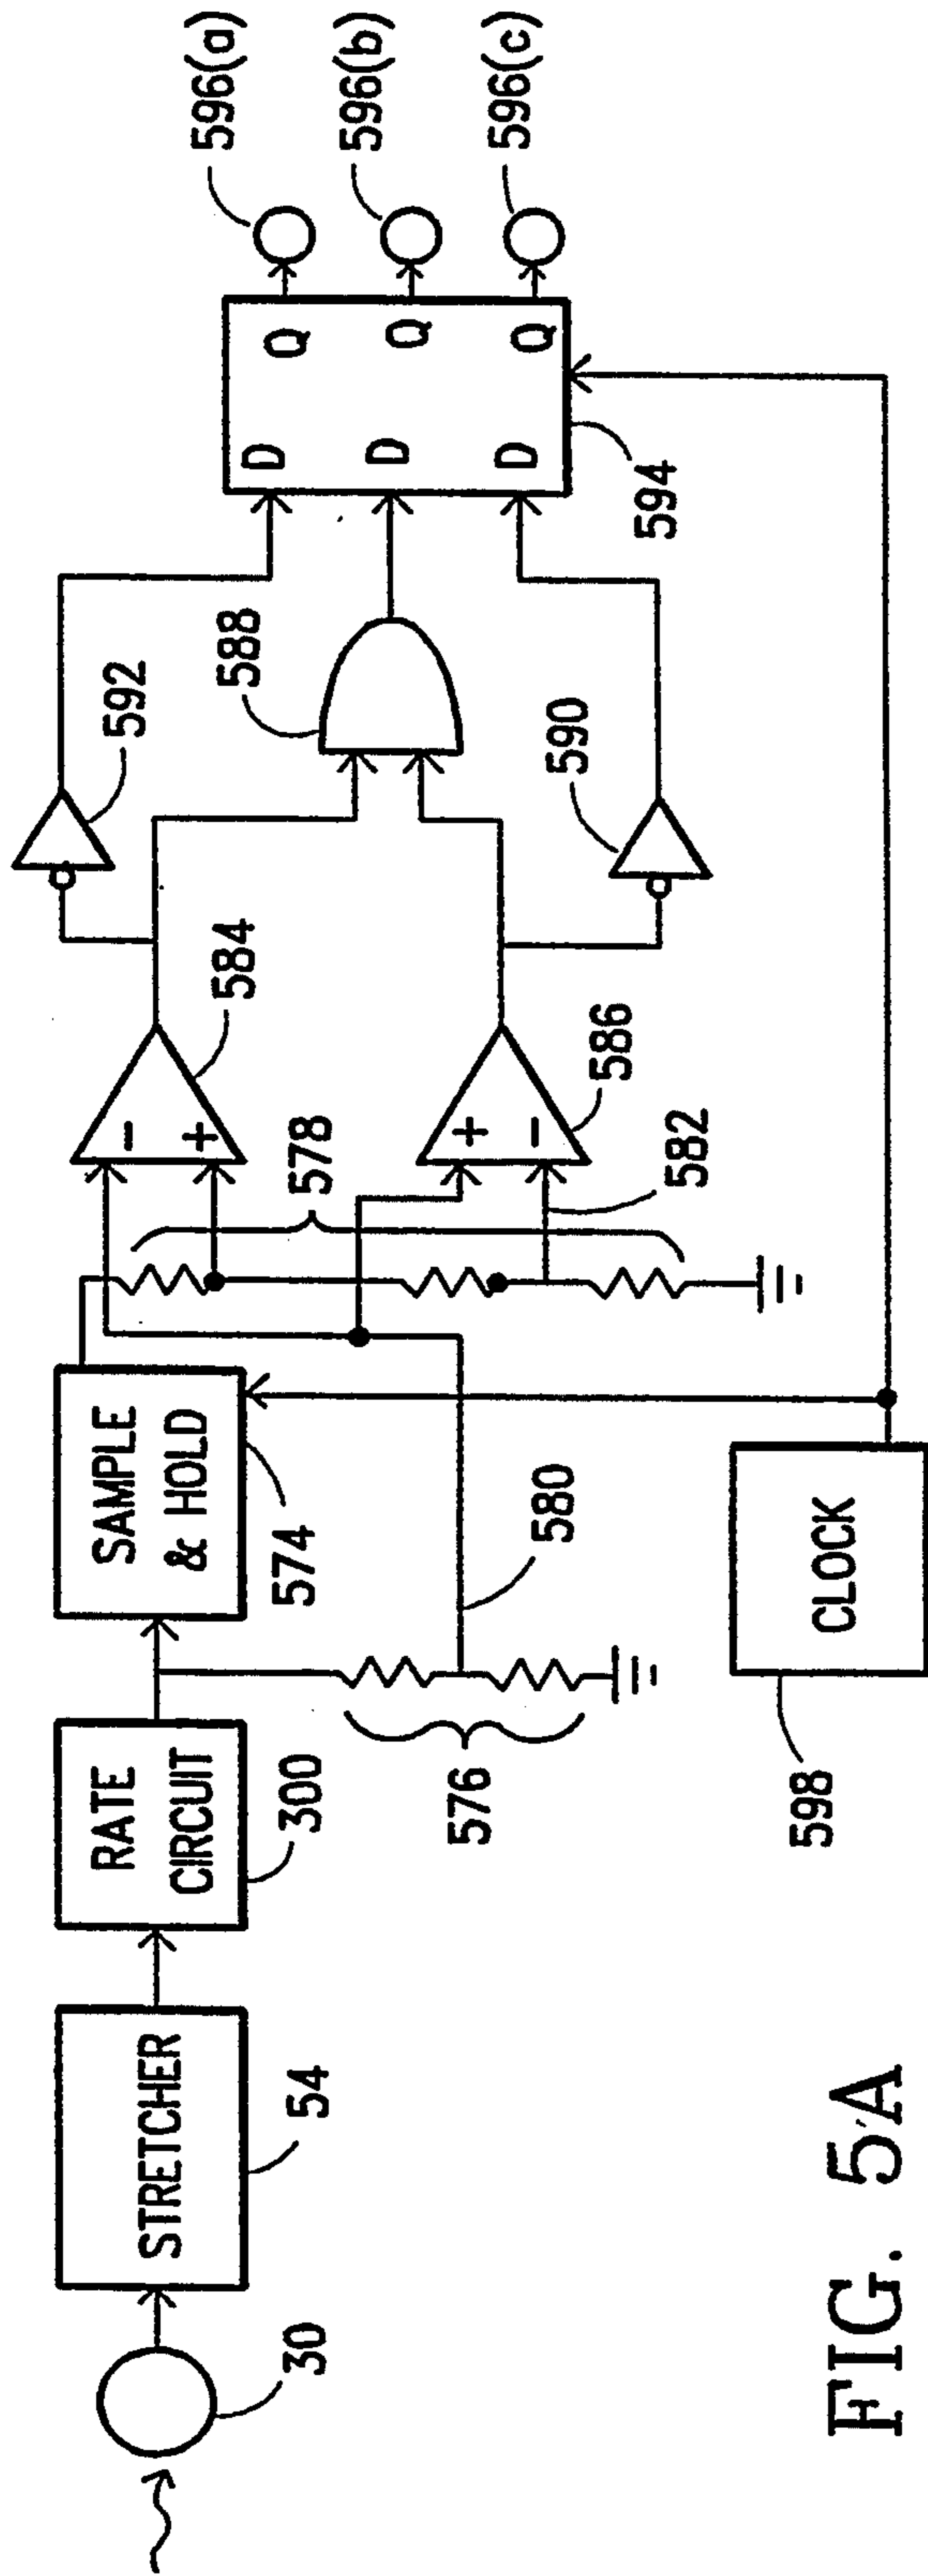 30
STRETCHER
54
RATE
CIRCUIT
300
576
SAMPLE
& HOLD
574
580
578
-
+
584
+
-
586
582
592
588
590
D
D
D
Q
Q
Q
594
596(a)
596(b)
596(c)
CLOCK
598
FIG. 5A